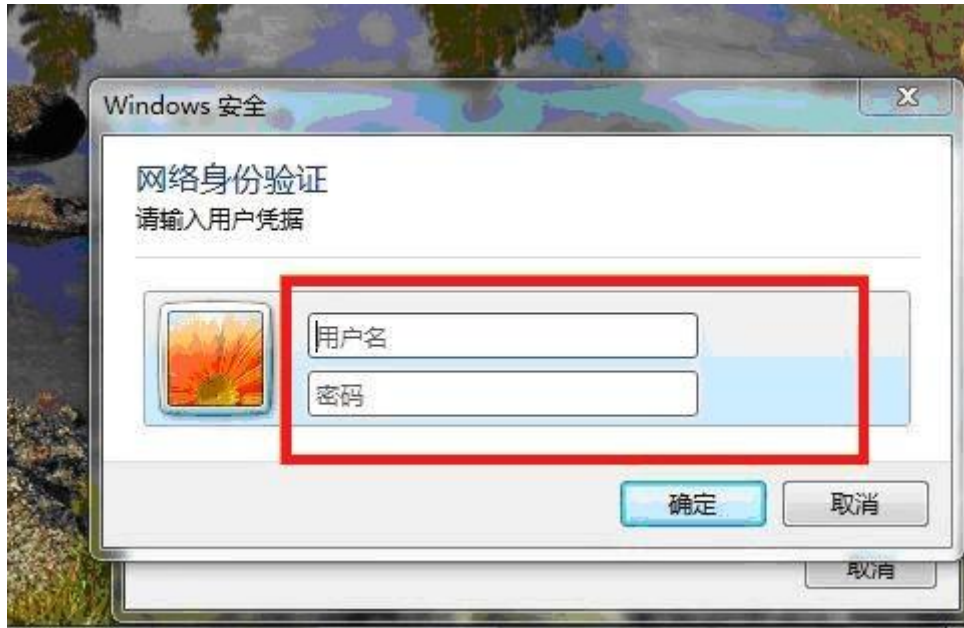 Windows 安全
网络身份验证
请输入用户凭据
用户名
密码
确定
取消
取消